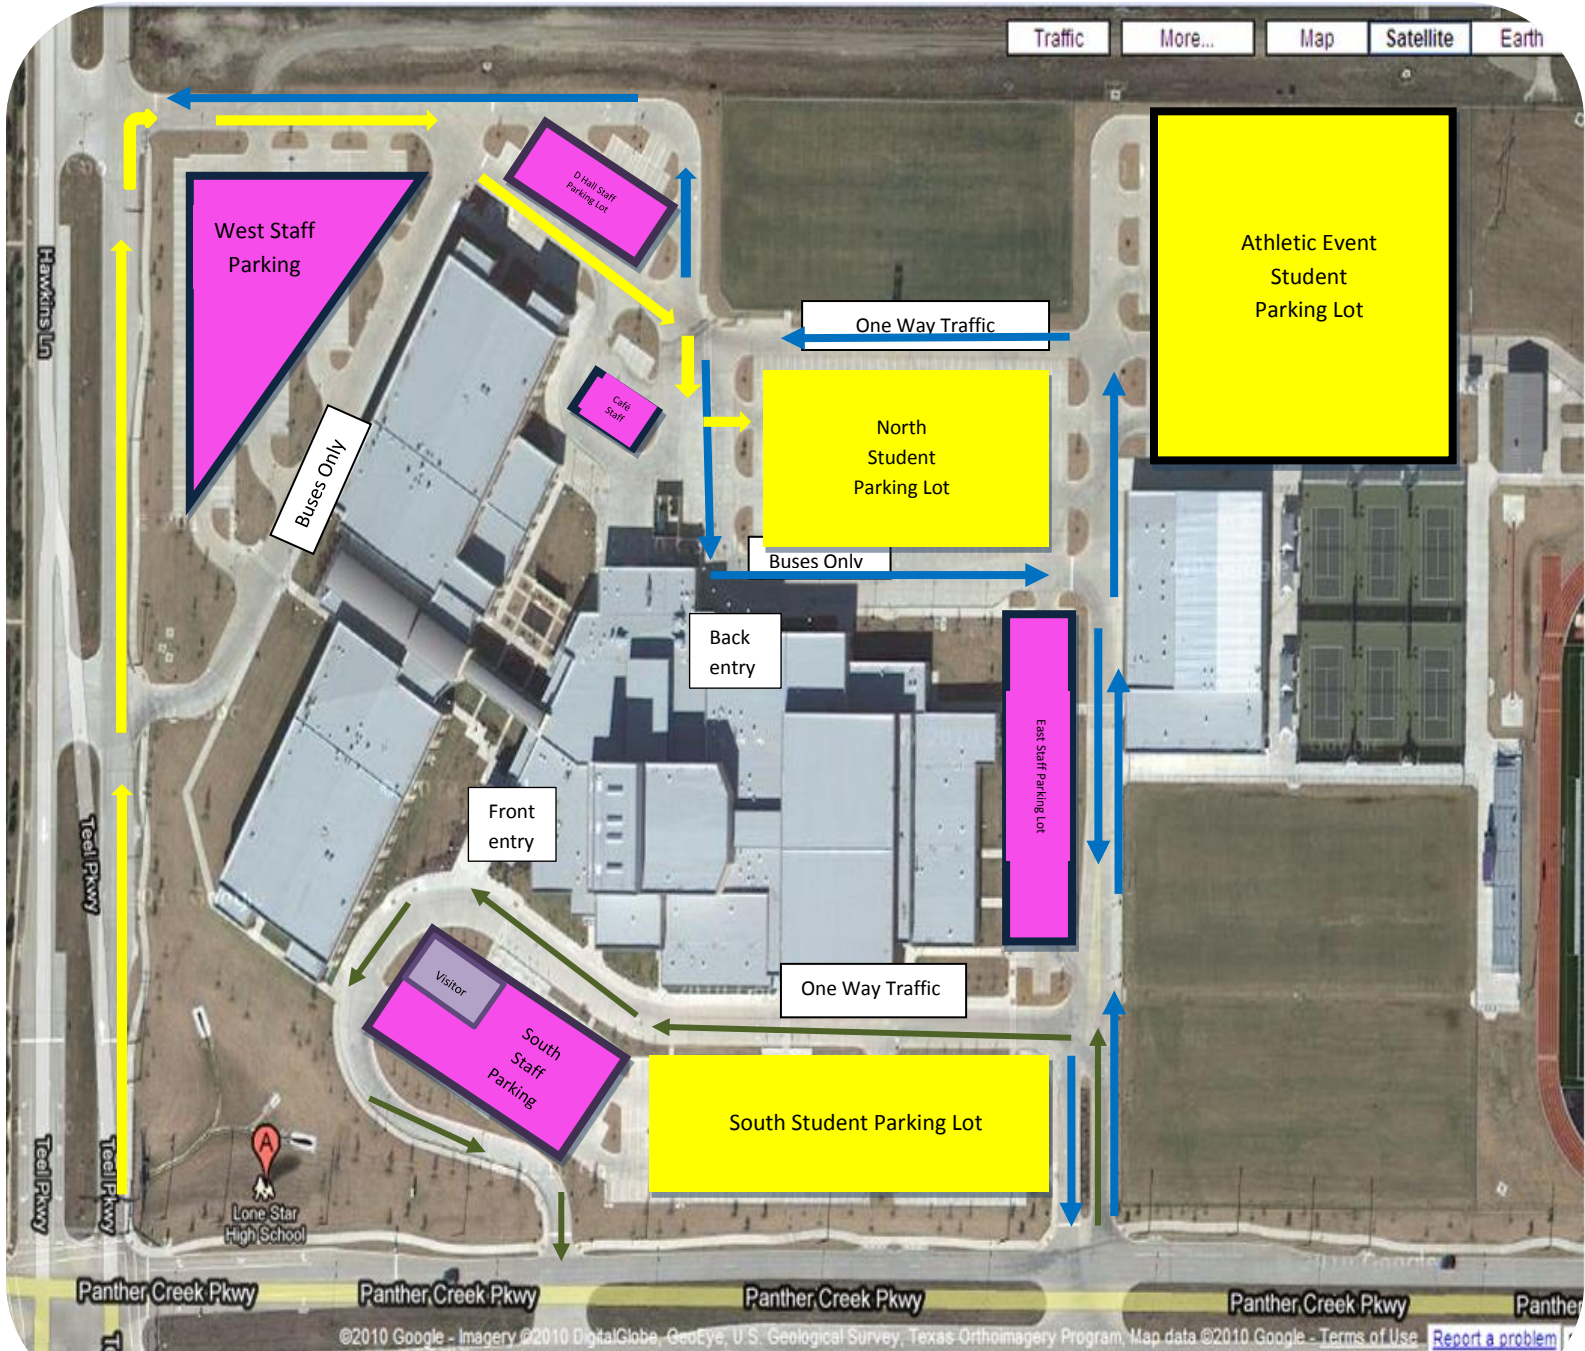 Traffic
More...
Map
Satellite
Earth
D Hall Staff
Parking Lot
West Staff
Parking
Athletic Event
Student
Parking Lot
Hawkins Ln
One Way Traffic
Café
Staff
North
Student
Parking Lot
Buses Only
Buses Only
Back
entry
East Staff Parking Lot
Front
entry
Teel Pkwy
Visitor
One Way Traffic
South
Staff
Parking
South Student Parking Lot
A
Teel Pkwy
Teel Pkwy
Lone Star
High School
Panther Creek Pkwy
Panther Creek Pkwy
Panther Creek Pkwy
Panther Creek Pkwy
Panther
©2010 Google - Imagery ©2010 DigitalGlobe, GeoEye, U.S. Geological Survey, Texas Orthoimagery Program, Map data ©2010 Google - Terms of Use
Report a problem